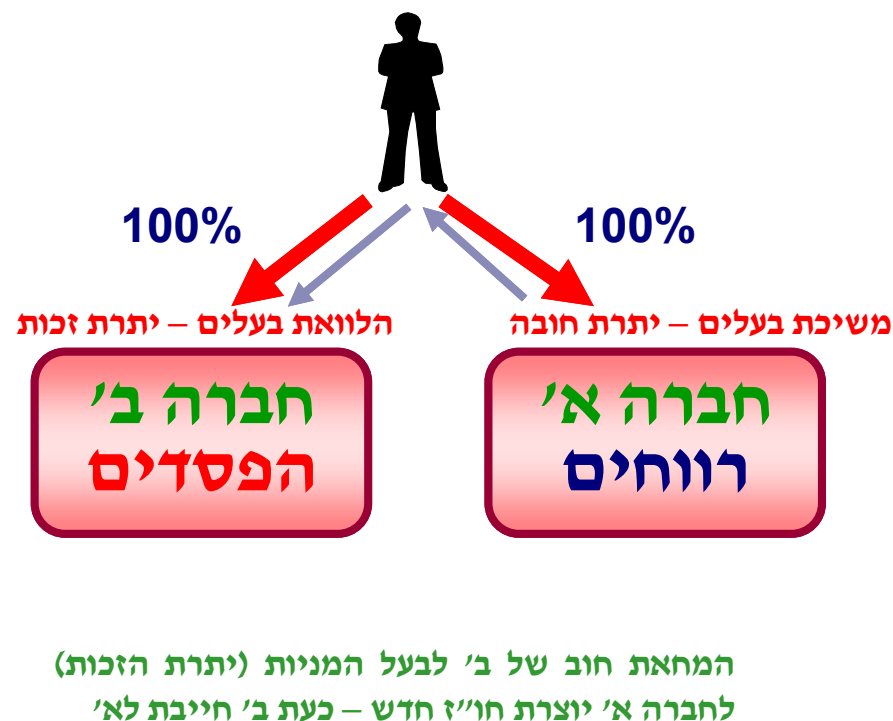 100%
100%
משיכת בעלים – יתרת חובה
הלוואת בעלים – יתרת זכות
חברה א׳
רווחים
חברה ב׳
הפסדים
המחאת חוב של ב׳ לבעל המניות (יתרת הזכות)
לחברה א׳ יוצרת חו״ז חדש – כעת ב׳ חייבת לא׳